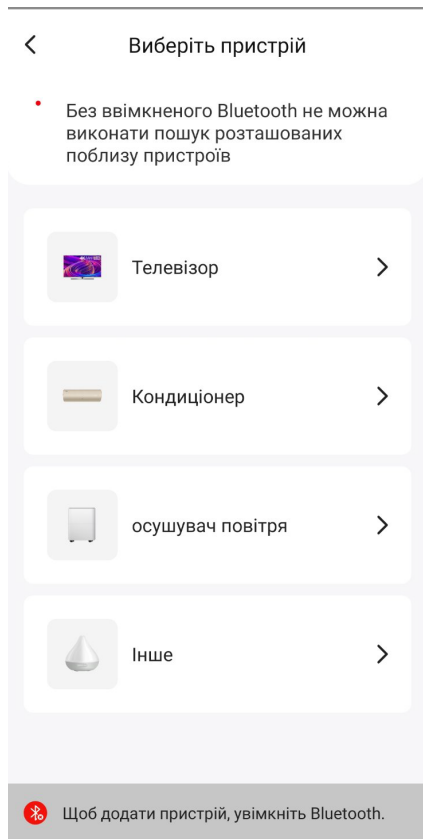 Виберіть пристрій
Без ввімкненого Bluetooth не можна
виконати пошук розташованих
поблизу пристроїв
Телевізор
Кондиціонер
осушувач повітря
Інше
Щоб додати пристрій, увімкніть Bluetooth.